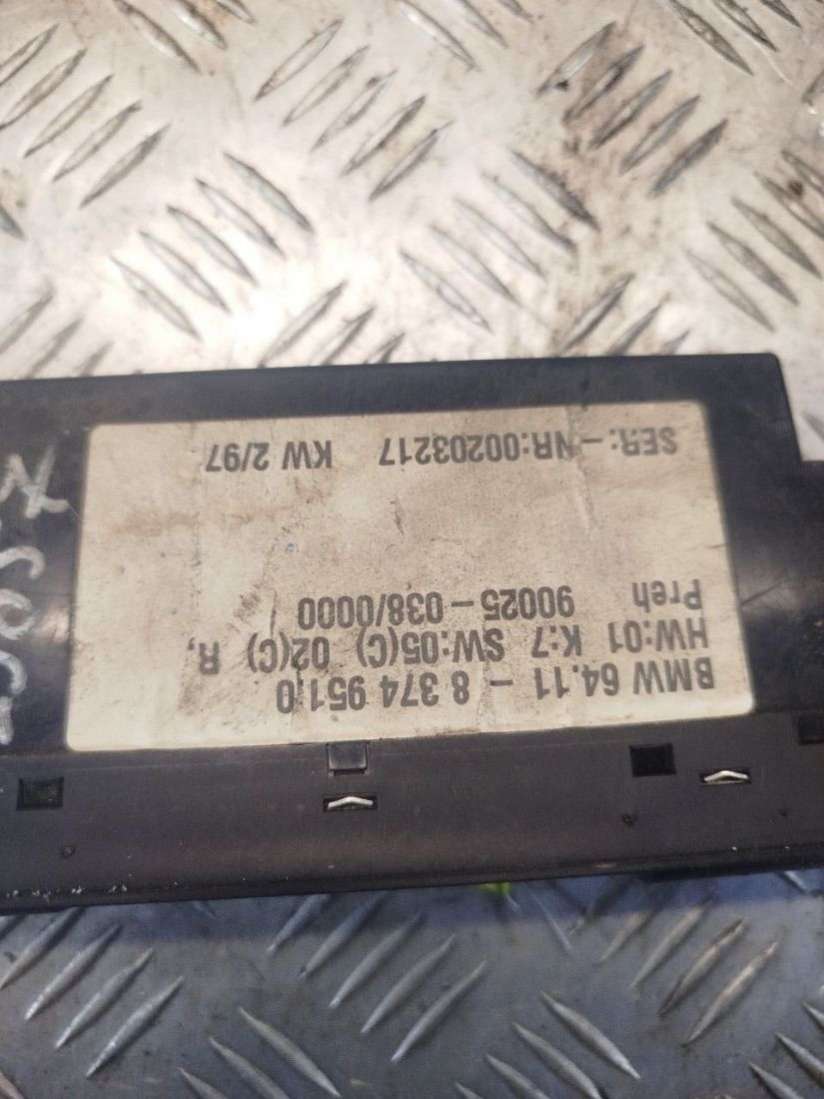 BMW 64.11 - 8 374 951.0
HW:01 K:7 SW:05(C) 02(C) R,
Preh 90025-038/0000
SER.-NR:00203217 KW 2/97